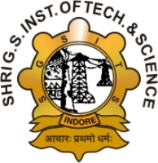 SHRI G.S. INST. OF TECH. & SCIENCE
S G S I T S
INDORE
आचारः प्रथमो धर्मः